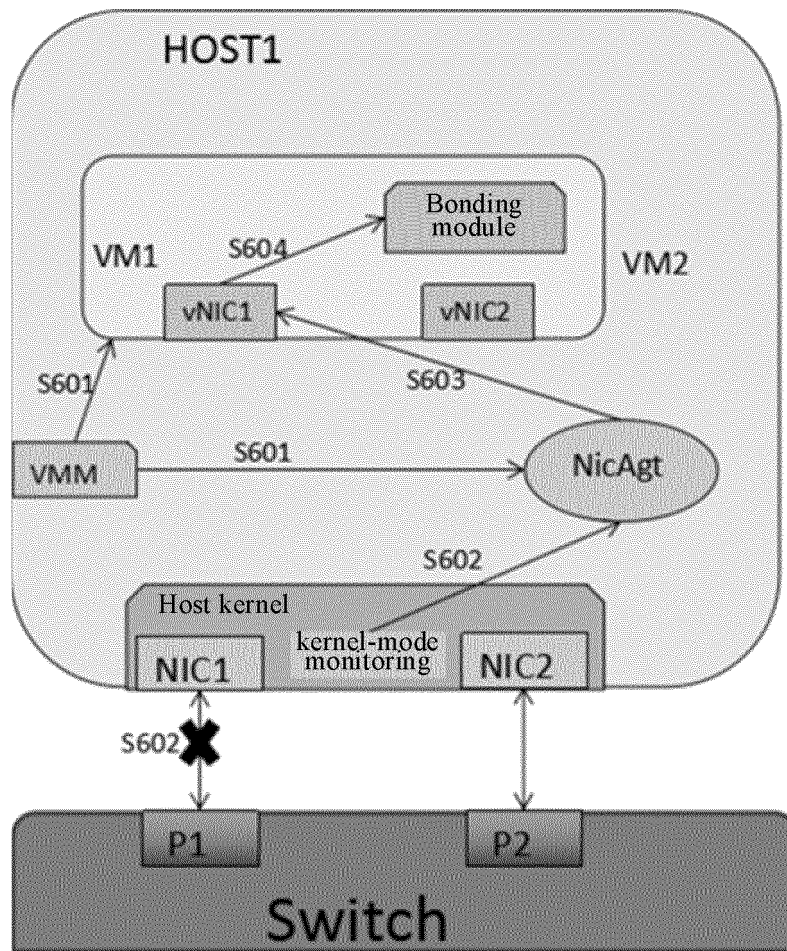 HOST1
Bonding
module
VM1
S604
VM2
vNIC1
vNIC2
S601
S603
VMM
S601
NicAgt
S602
Host kernel
kernel-mode
monitoring
NIC1
NIC2
S602
P1
P2
Switch